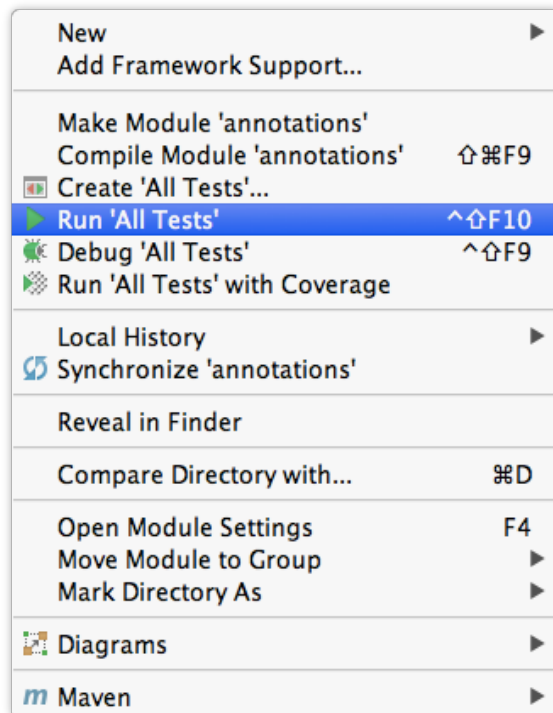 New
Add Framework Support...
Make Module 'annotations'
Compile Module 'annotations' ⇧⌘F9
Create 'All Tests'...
Run 'All Tests' ^⇧F10
Debug 'All Tests' ^⇧F9
Run 'All Tests' with Coverage
Local History
Synchronize 'annotations'
Reveal in Finder
Compare Directory with... ⌘D
Open Module Settings F4
Move Module to Group
Mark Directory As
Diagrams
m Maven